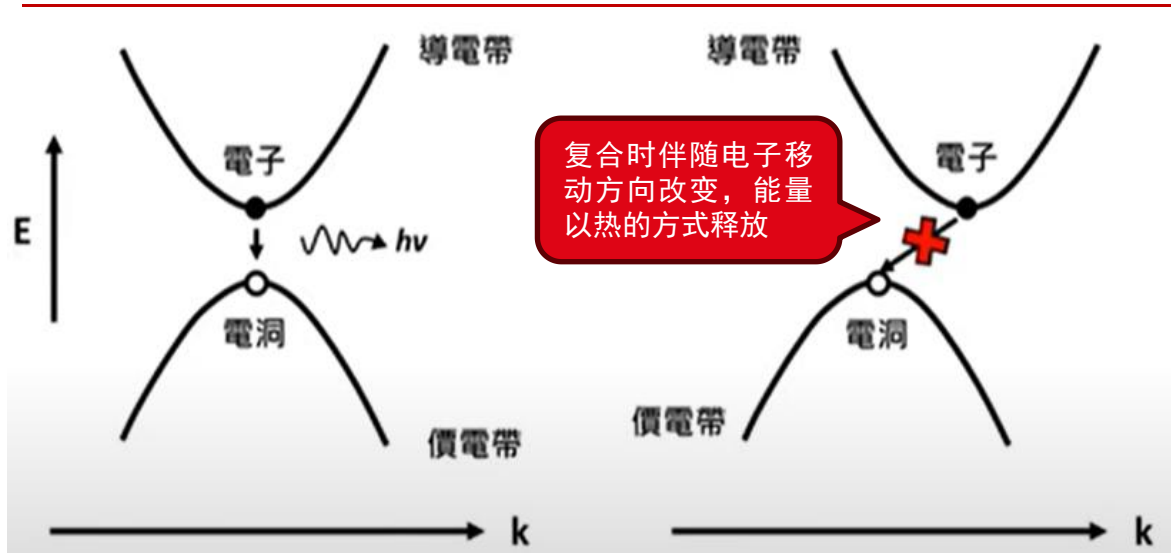 導電帶
電子
E
hν
電洞
價電帶
k
導電帶
复合时伴随电子移
动方向改变，能量
以热的方式释放
電子
電洞
價電帶
k